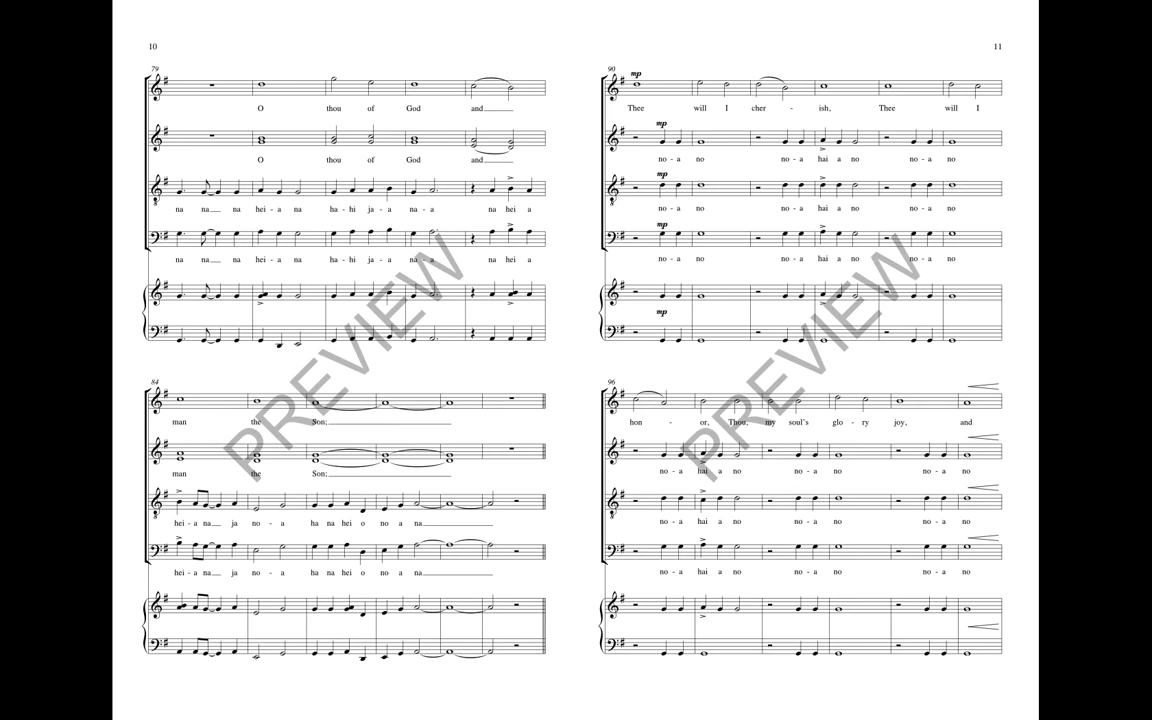 10
79
O thou of God and
O thou of God and
na na na hei - a na ha - hi ja - a na - a na hei a
na na na hei - a na ha - hi ja - a na - a na hei a
84
man the Son;
man the Son;
hei - a na ja no - a ha na hei o no a na
hei - a na ja no - a ha na hei o no a na
PREVIEW
11
90
mp
Thee will I cher - ish, Thee will I
mp
no - a no no - a hai a no no - a no
mp
no - a no no - a hai a no no - a no
mp
no - a no no - a hai a no no - a no
mp
96
hon - or, Thou, my soul's glo - ry joy, and
no - a hai a no no - a no no - a no
no - a hai a no no - a no no - a no
no - a hai a no no - a no no - a no
PREVIEW